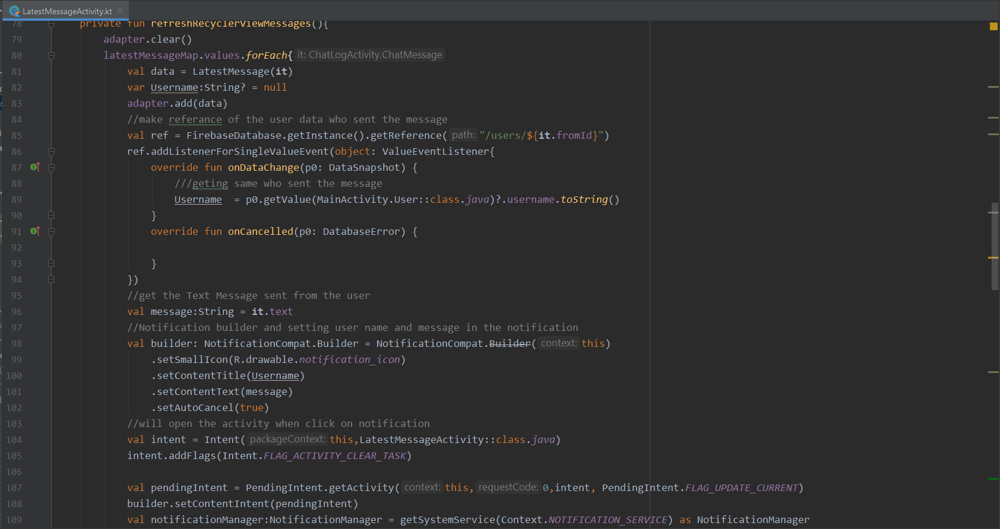 LatestMessageActivity.kt
78 private fun refreshRecyclerViewMessages(){
79 adapter.clear()
80 latestMessageMap.values.forEach{ it: ChatLogActivity.ChatMessage
81 val data = LatestMessage(it)
82 var Username:String? = null
83 adapter.add(data)
84 //make referance of the user data who sent the message
85 val ref = FirebaseDatabase.getInstance().getReference( path: "/users/${it.fromId}")
86 ref.addListenerForSingleValueEvent(object: ValueEventListener{
87 override fun onDataChange(p0: DataSnapshot) {
88 ///geting same who sent the message
89 Username  = p0.getValue(MainActivity.User::class.java)?.username.toString()
90 }
91 override fun onCancelled(p0: DatabaseError) {
92
93 }
94 })
95 //get the Text Message sent from the user
96 val message:String = it.text
97 //Notification builder and setting user name and message in the notification
98 val builder: NotificationCompat.Builder = NotificationCompat.Builder( context: this)
99 .setSmallIcon(R.drawable.notification_icon)
100 .setContentTitle(Username)
101 .setContentText(message)
102 .setAutoCancel(true)
103 //will open the activity when click on notification
104 val intent = Intent( packageContext: this,LatestMessageActivity::class.java)
105 intent.addFlags(Intent.FLAG_ACTIVITY_CLEAR_TASK)
106
107 val pendingIntent = PendingIntent.getActivity( context: this, requestCode: 0,intent, PendingIntent.FLAG_UPDATE_CURRENT)
108 builder.setContentIntent(pendingIntent)
109 val notificationManager:NotificationManager = getSystemService(Context.NOTIFICATION_SERVICE) as NotificationManager